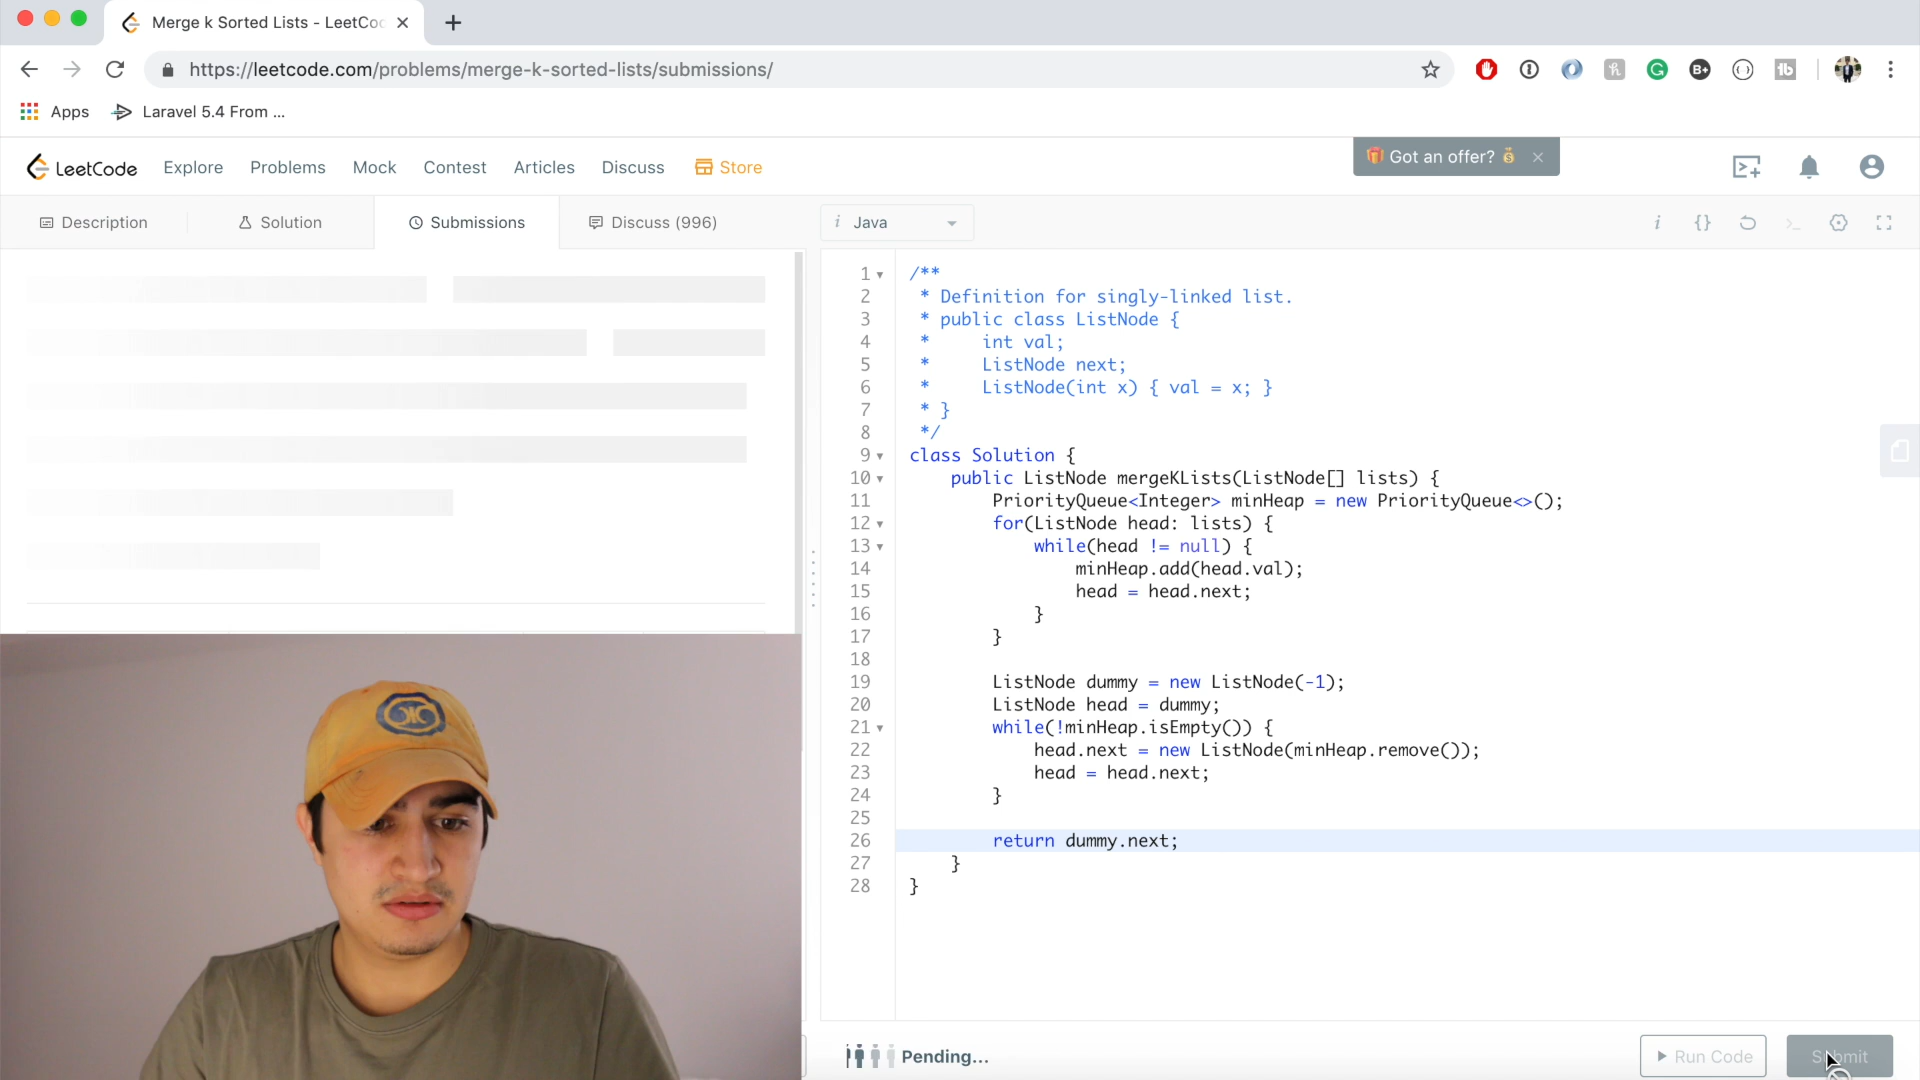 Merge k Sorted Lists - LeetCo
https://leetcode.com/problems/merge-k-sorted-lists/submissions/
Apps
Laravel 5.4 From ...
LeetCode
Explore
Problems
Mock
Contest
Articles
Discuss
Store
Got an offer?
Description
Solution
Submissions
Discuss (996)
i Java
i {}
1 /**
2 * Definition for singly-linked list.
3 * public class ListNode {
4 *     int val;
5 *     ListNode next;
6 *     ListNode(int x) { val = x; }
7 * }
8 */
9 class Solution {
10     public ListNode mergeKLists(ListNode[] lists) {
11         PriorityQueue<Integer> minHeap = new PriorityQueue<>();
12         for(ListNode head: lists) {
13             while(head != null) {
14                 minHeap.add(head.val);
15                 head = head.next;
16             }
17         }
18
19         ListNode dummy = new ListNode(-1);
20         ListNode head = dummy;
21         while(!minHeap.isEmpty()) {
22             head.next = new ListNode(minHeap.remove());
23             head = head.next;
24         }
25
26         return dummy.next;
27     }
28 }
Pending...
Run Code
Submit